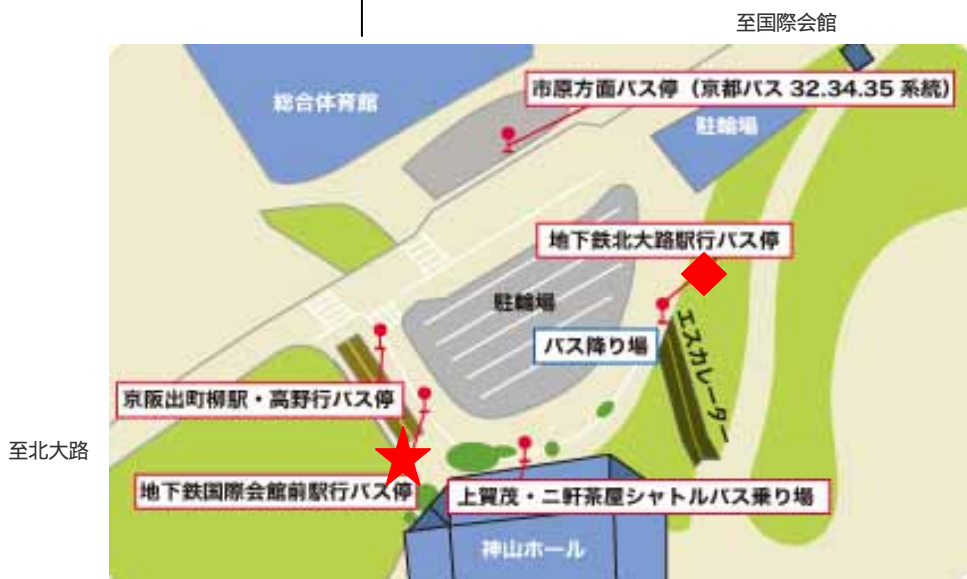 至国際会館
市原方面バス停（京都バス 32.34.35 系統）
総合体育館
駐輪場
地下鉄北大路駅行バス停
駐輪場
バス降り場
エスカレーター
京阪出町柳駅・高野行バス停
至北大路
地下鉄国際会館前駅行バス停
上賀茂・二軒茶屋シャトルバス乗り場
神山ホール